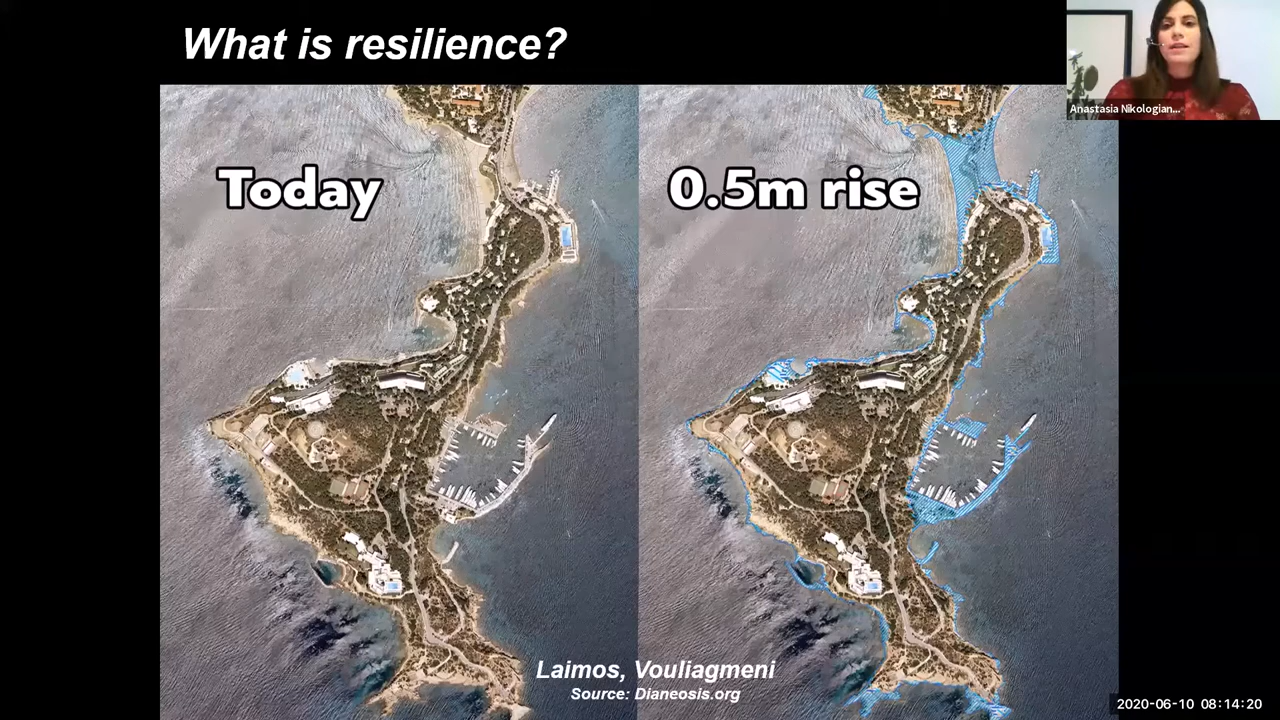 What is resilience?
Anastasia Nikologian...
Today
0.5m rise
Laimos, Vouliagmeni
Source: Dianeosis.org
2020-06-10 08:14:20